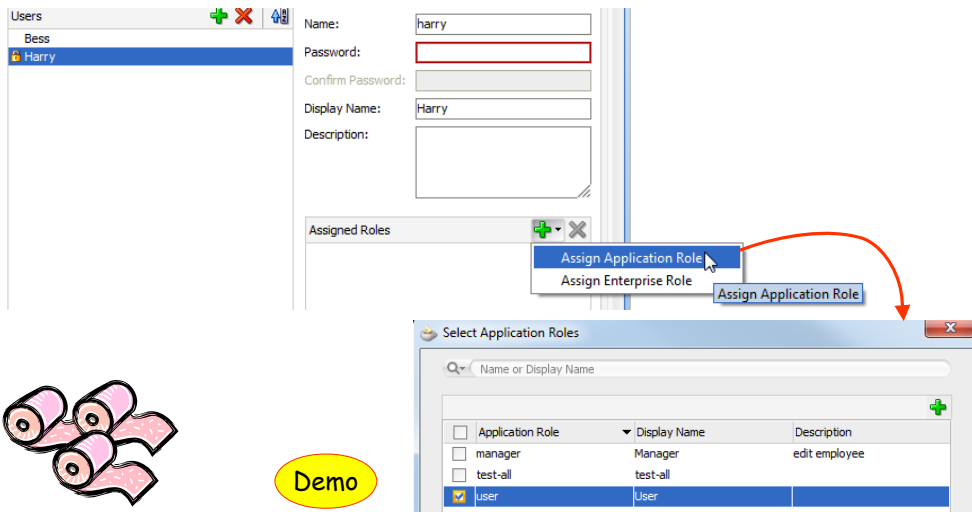 Users
Bess
Harry
Name: harry
Password:
Confirm Password:
Display Name: Harry
Description:
Assigned Roles
Assign Application Role
Assign Enterprise Role
Assign Application Role
Select Application Roles
Name or Display Name
Application Role Display Name Description
manager Manager edit employee
test-all test-all
user User
Demo